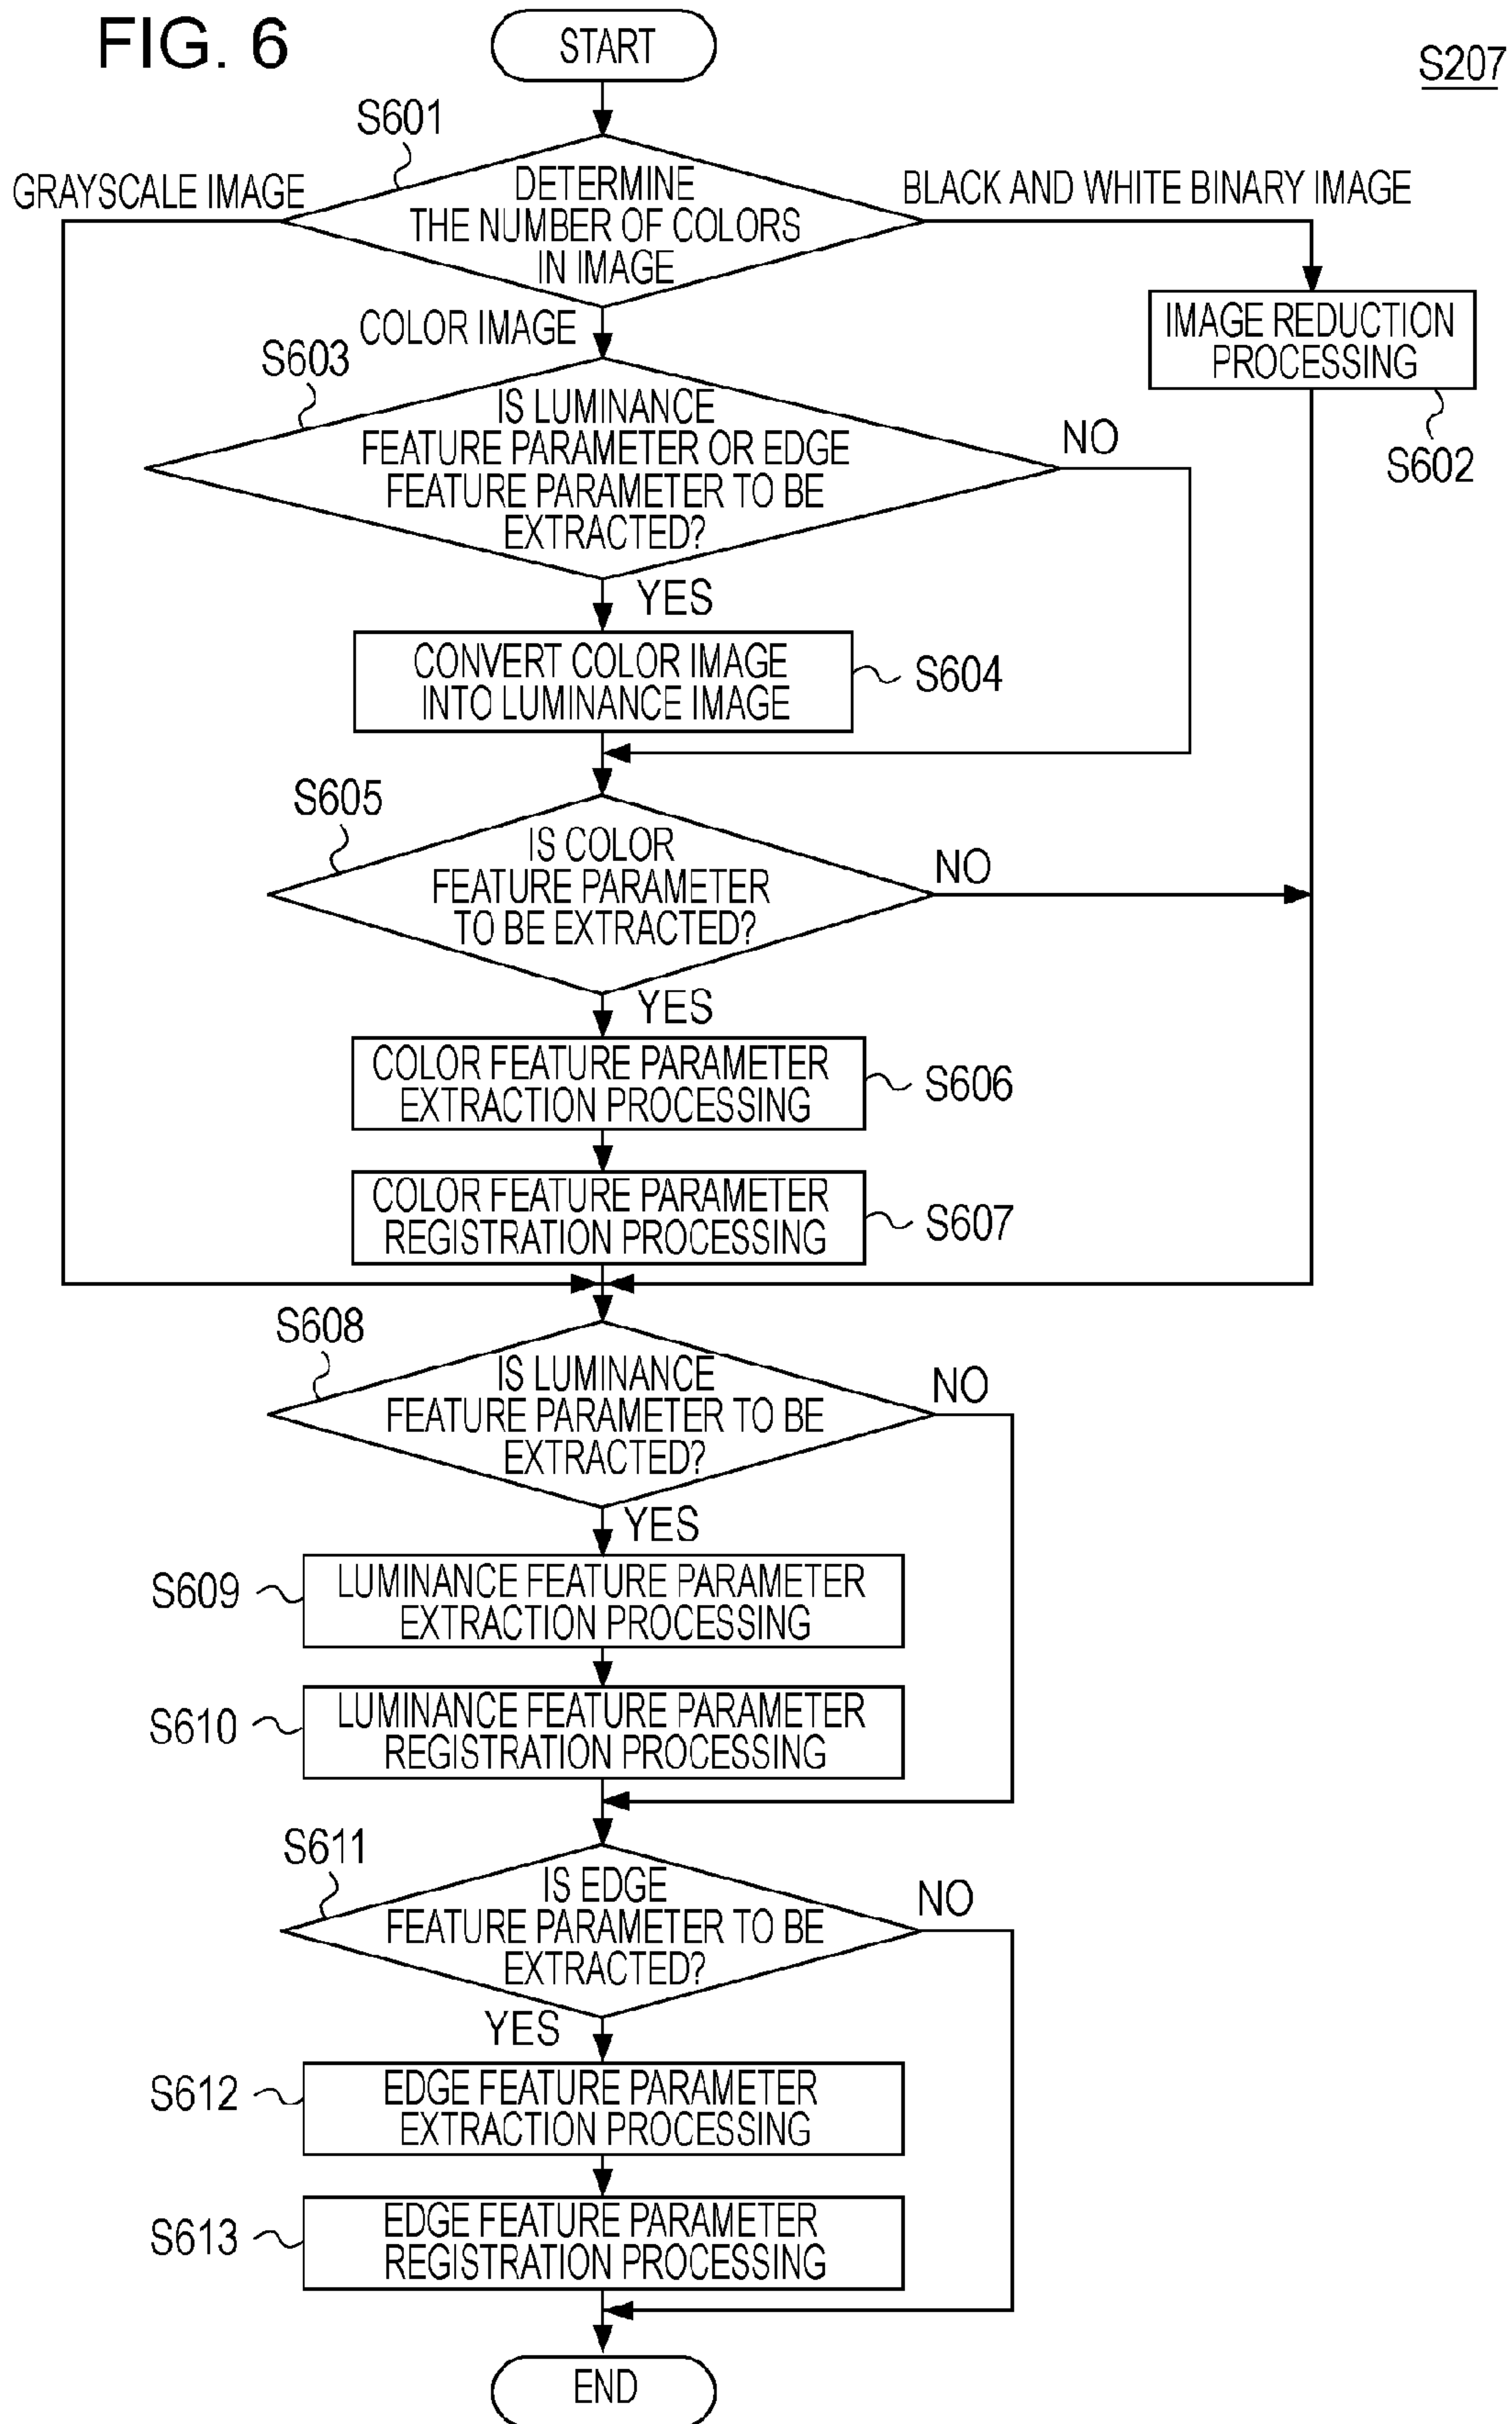 FIG. 6
START
S207
S601
GRAYSCALE IMAGE
DETERMINE
THE NUMBER OF COLORS
IN IMAGE
BLACK AND WHITE BINARY IMAGE
IMAGE REDUCTION
PROCESSING
S602
COLOR IMAGE
S603
IS LUMINANCE
FEATURE PARAMETER OR EDGE
FEATURE PARAMETER TO BE
EXTRACTED?
NO
YES
CONVERT COLOR IMAGE
INTO LUMINANCE IMAGE
S604
S605
IS COLOR
FEATURE PARAMETER
TO BE EXTRACTED?
NO
YES
COLOR FEATURE PARAMETER
EXTRACTION PROCESSING
S606
COLOR FEATURE PARAMETER
REGISTRATION PROCESSING
S607
S608
IS LUMINANCE
FEATURE PARAMETER TO BE
EXTRACTED?
NO
YES
S609
LUMINANCE FEATURE PARAMETER
EXTRACTION PROCESSING
S610
LUMINANCE FEATURE PARAMETER
REGISTRATION PROCESSING
S611
IS EDGE
FEATURE PARAMETER TO BE
EXTRACTED?
NO
YES
S612
EDGE FEATURE PARAMETER
EXTRACTION PROCESSING
S613
EDGE FEATURE PARAMETER
REGISTRATION PROCESSING
END